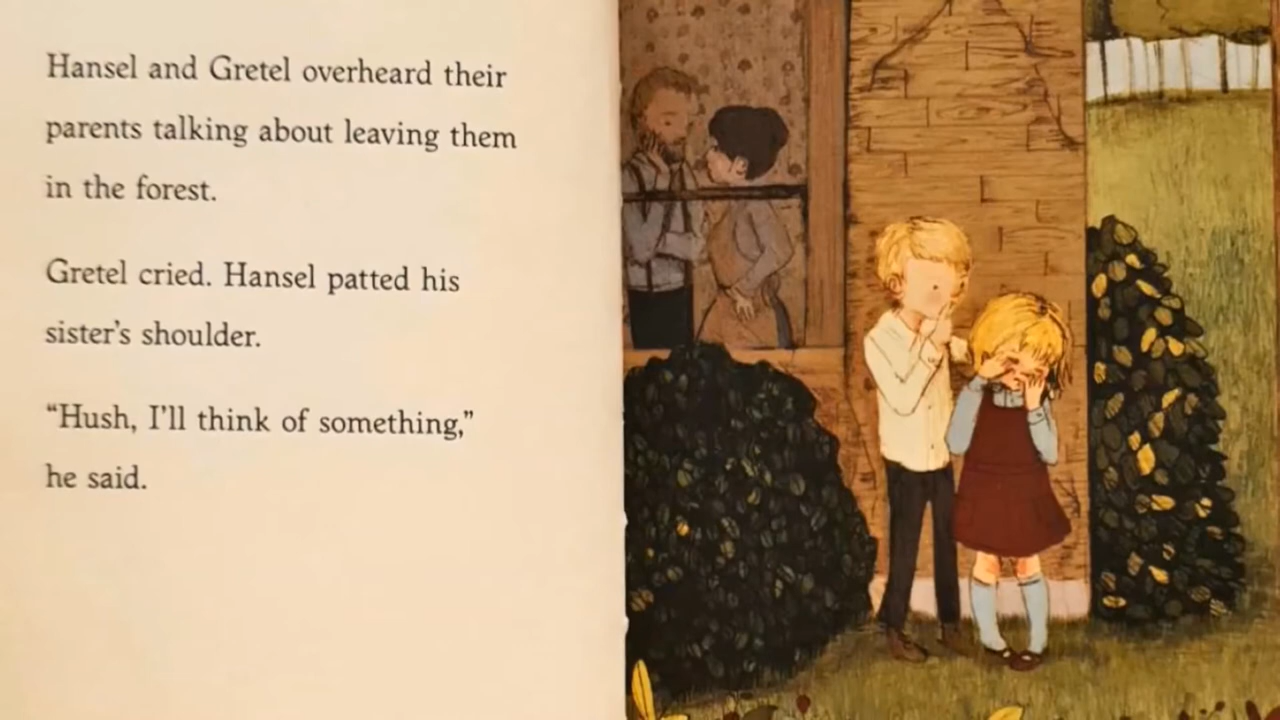 Hansel and Gretel overheard their
parents talking about leaving them
in the forest.
Gretel cried. Hansel patted his
sister’s shoulder.
“Hush, I’ll think of something,”
he said.